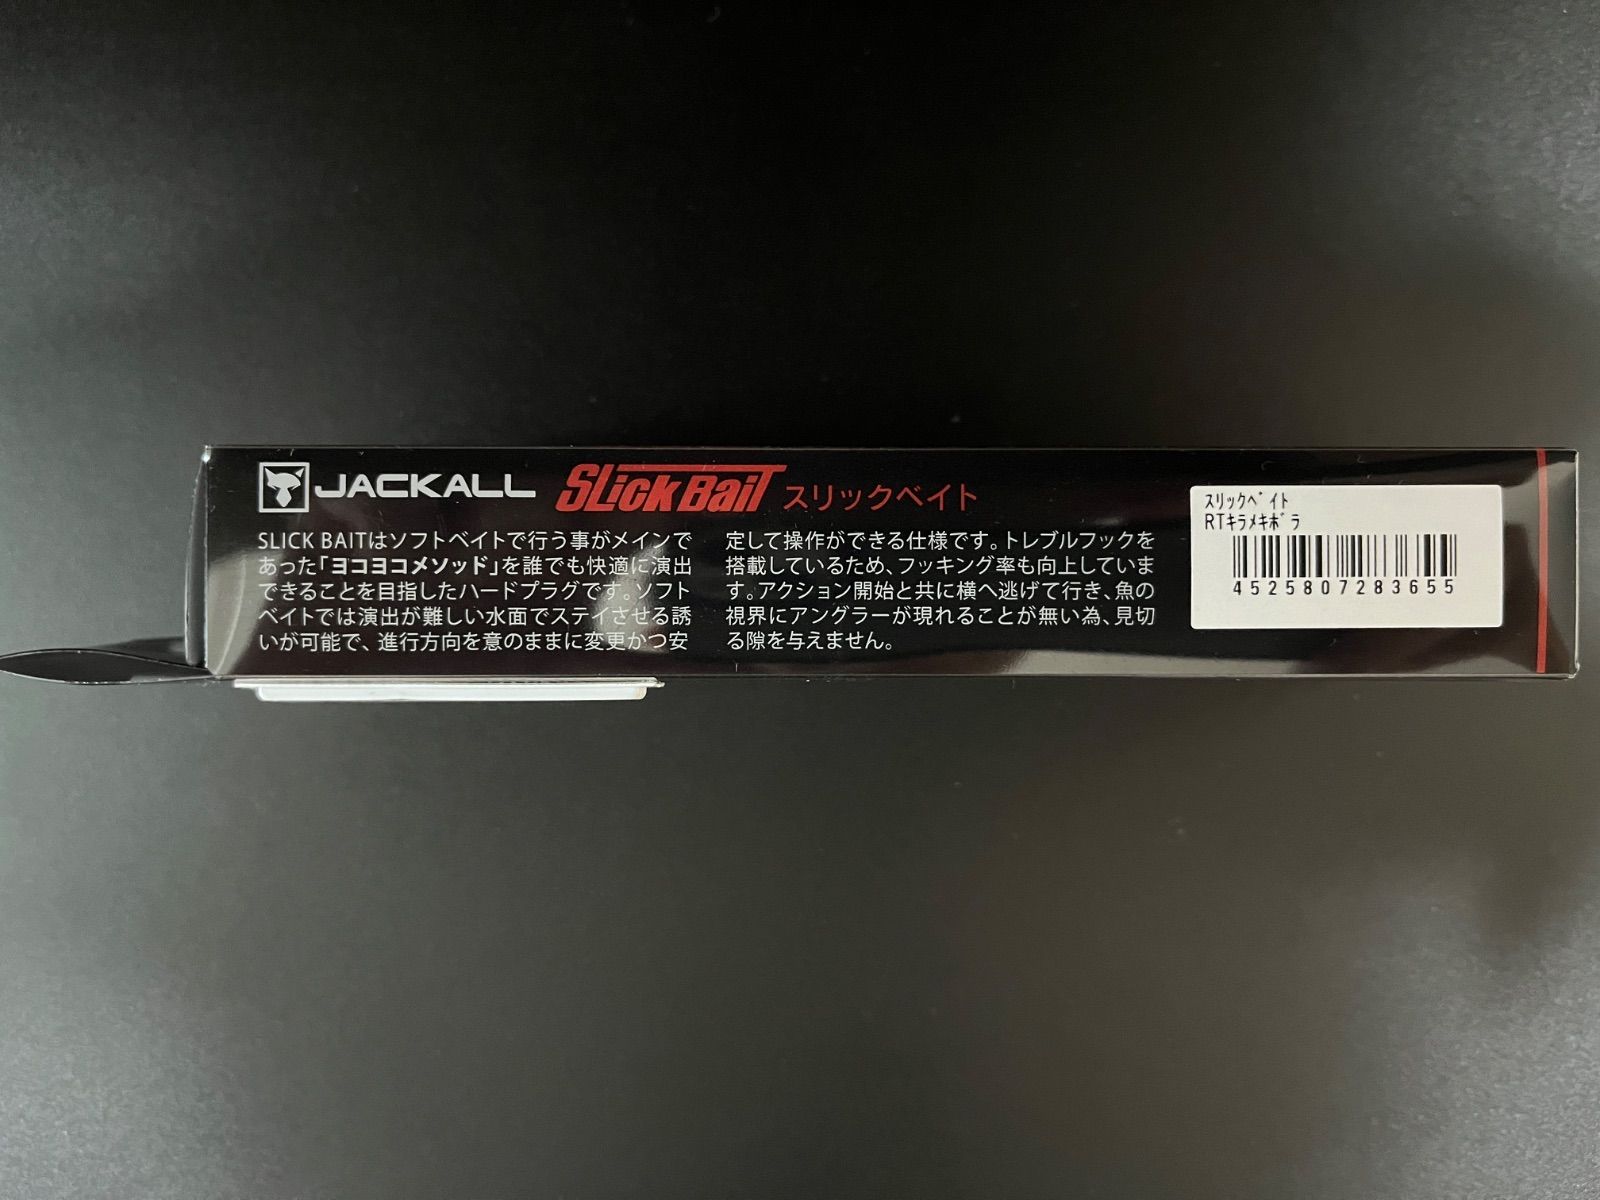 JACKALL SLICK BAIT スリックベイト
SLICK BAITはソフトベイトで行う事がメインで
あった「ヨコヨコメソッド」を誰でも快適に演出
できることを目指したハードプラグです。ソフト
ベイトでは演出が難しい水面でステイさせる誘
いが可能で、進行方向を意のままに変更かつ安
定して操作ができる仕様です。トレブルフックを
搭載しているため、フッキング率も向上していま
す。アクション開始と共に横へ逃げて行き、魚の
視界にアングラーが現れることが無い為、見切
る隙を与えません。
ｽﾘｯｸﾍﾞｲﾄ
RTｷﾗﾒｷﾎﾞﾗ
4525807283655